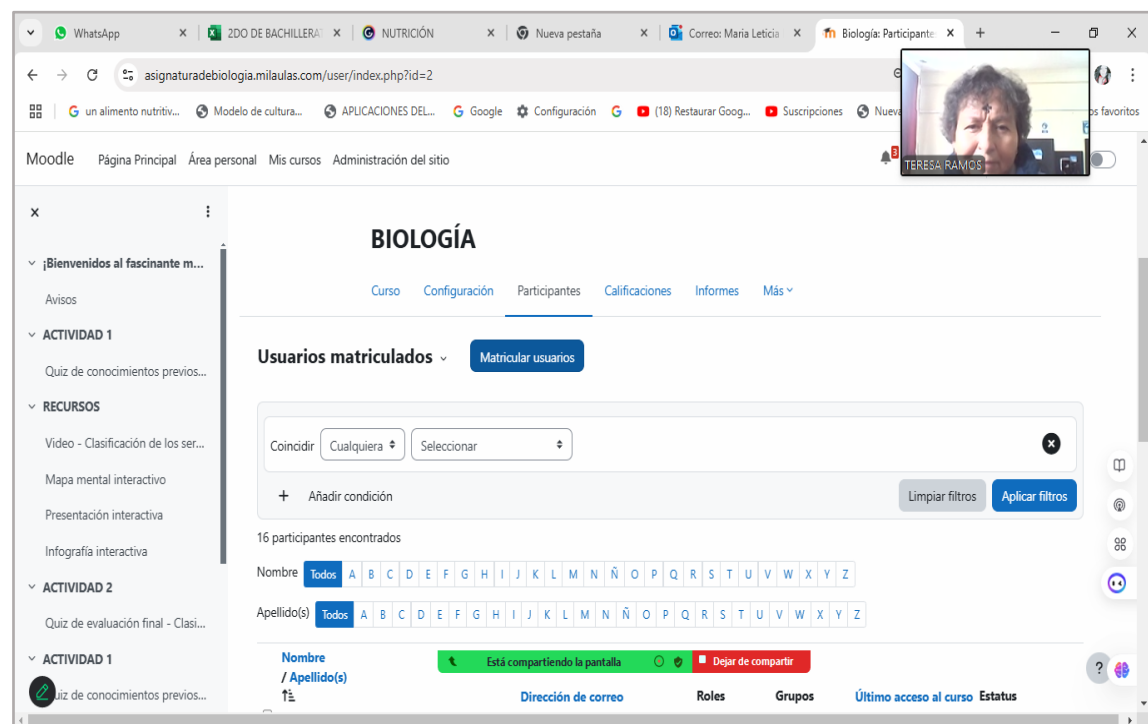 WhatsApp
2DO DE BACHILLERA
NUTRICIÓN
Nueva pestaña
Correo: Maria Leticia
Biología: Participante
asignaturadebiologia.milaulas.com/user/index.php?id=2
un alimento nutritiv...
Modelo de cultura...
APLICACIONES DEL...
Google
Configuración
(18) Restaurar Goog...
Suscripciones
favoritos
TERESA RAMOS
Moodle
Página Principal
Área personal
Mis cursos
Administración del sitio
3
BIOLOGÍA
Curso
Configuración
Participantes
Calificaciones
Informes
Más
¡Bienvenidos al fascinante m...
Avisos
ACTIVIDAD 1
Quiz de conocimientos previos...
RECURSOS
Video - Clasificación de los ser...
Mapa mental interactivo
Presentación interactiva
Infografía interactiva
ACTIVIDAD 2
Quiz de evaluación final - Clasi...
ACTIVIDAD 1
uiz de conocimientos previos...
Usuarios matriculados
Matricular usuarios
Coincidir
Cualquiera
Seleccionar
+ Añadir condición
Limpiar filtros
Aplicar filtros
16 participantes encontrados
Nombre Todos A B C D E F G H I J K L M N Ñ O P Q R S T U V W X Y Z
Apellido(s) Todos A B C D E F G H I J K L M N Ñ O P Q R S T U V W X Y Z
Nombre
/ Apellido(s)
Está compartiendo la pantalla
Dejar de compartir
Dirección de correo
Roles
Grupos
Último acceso al curso
Estatus
?